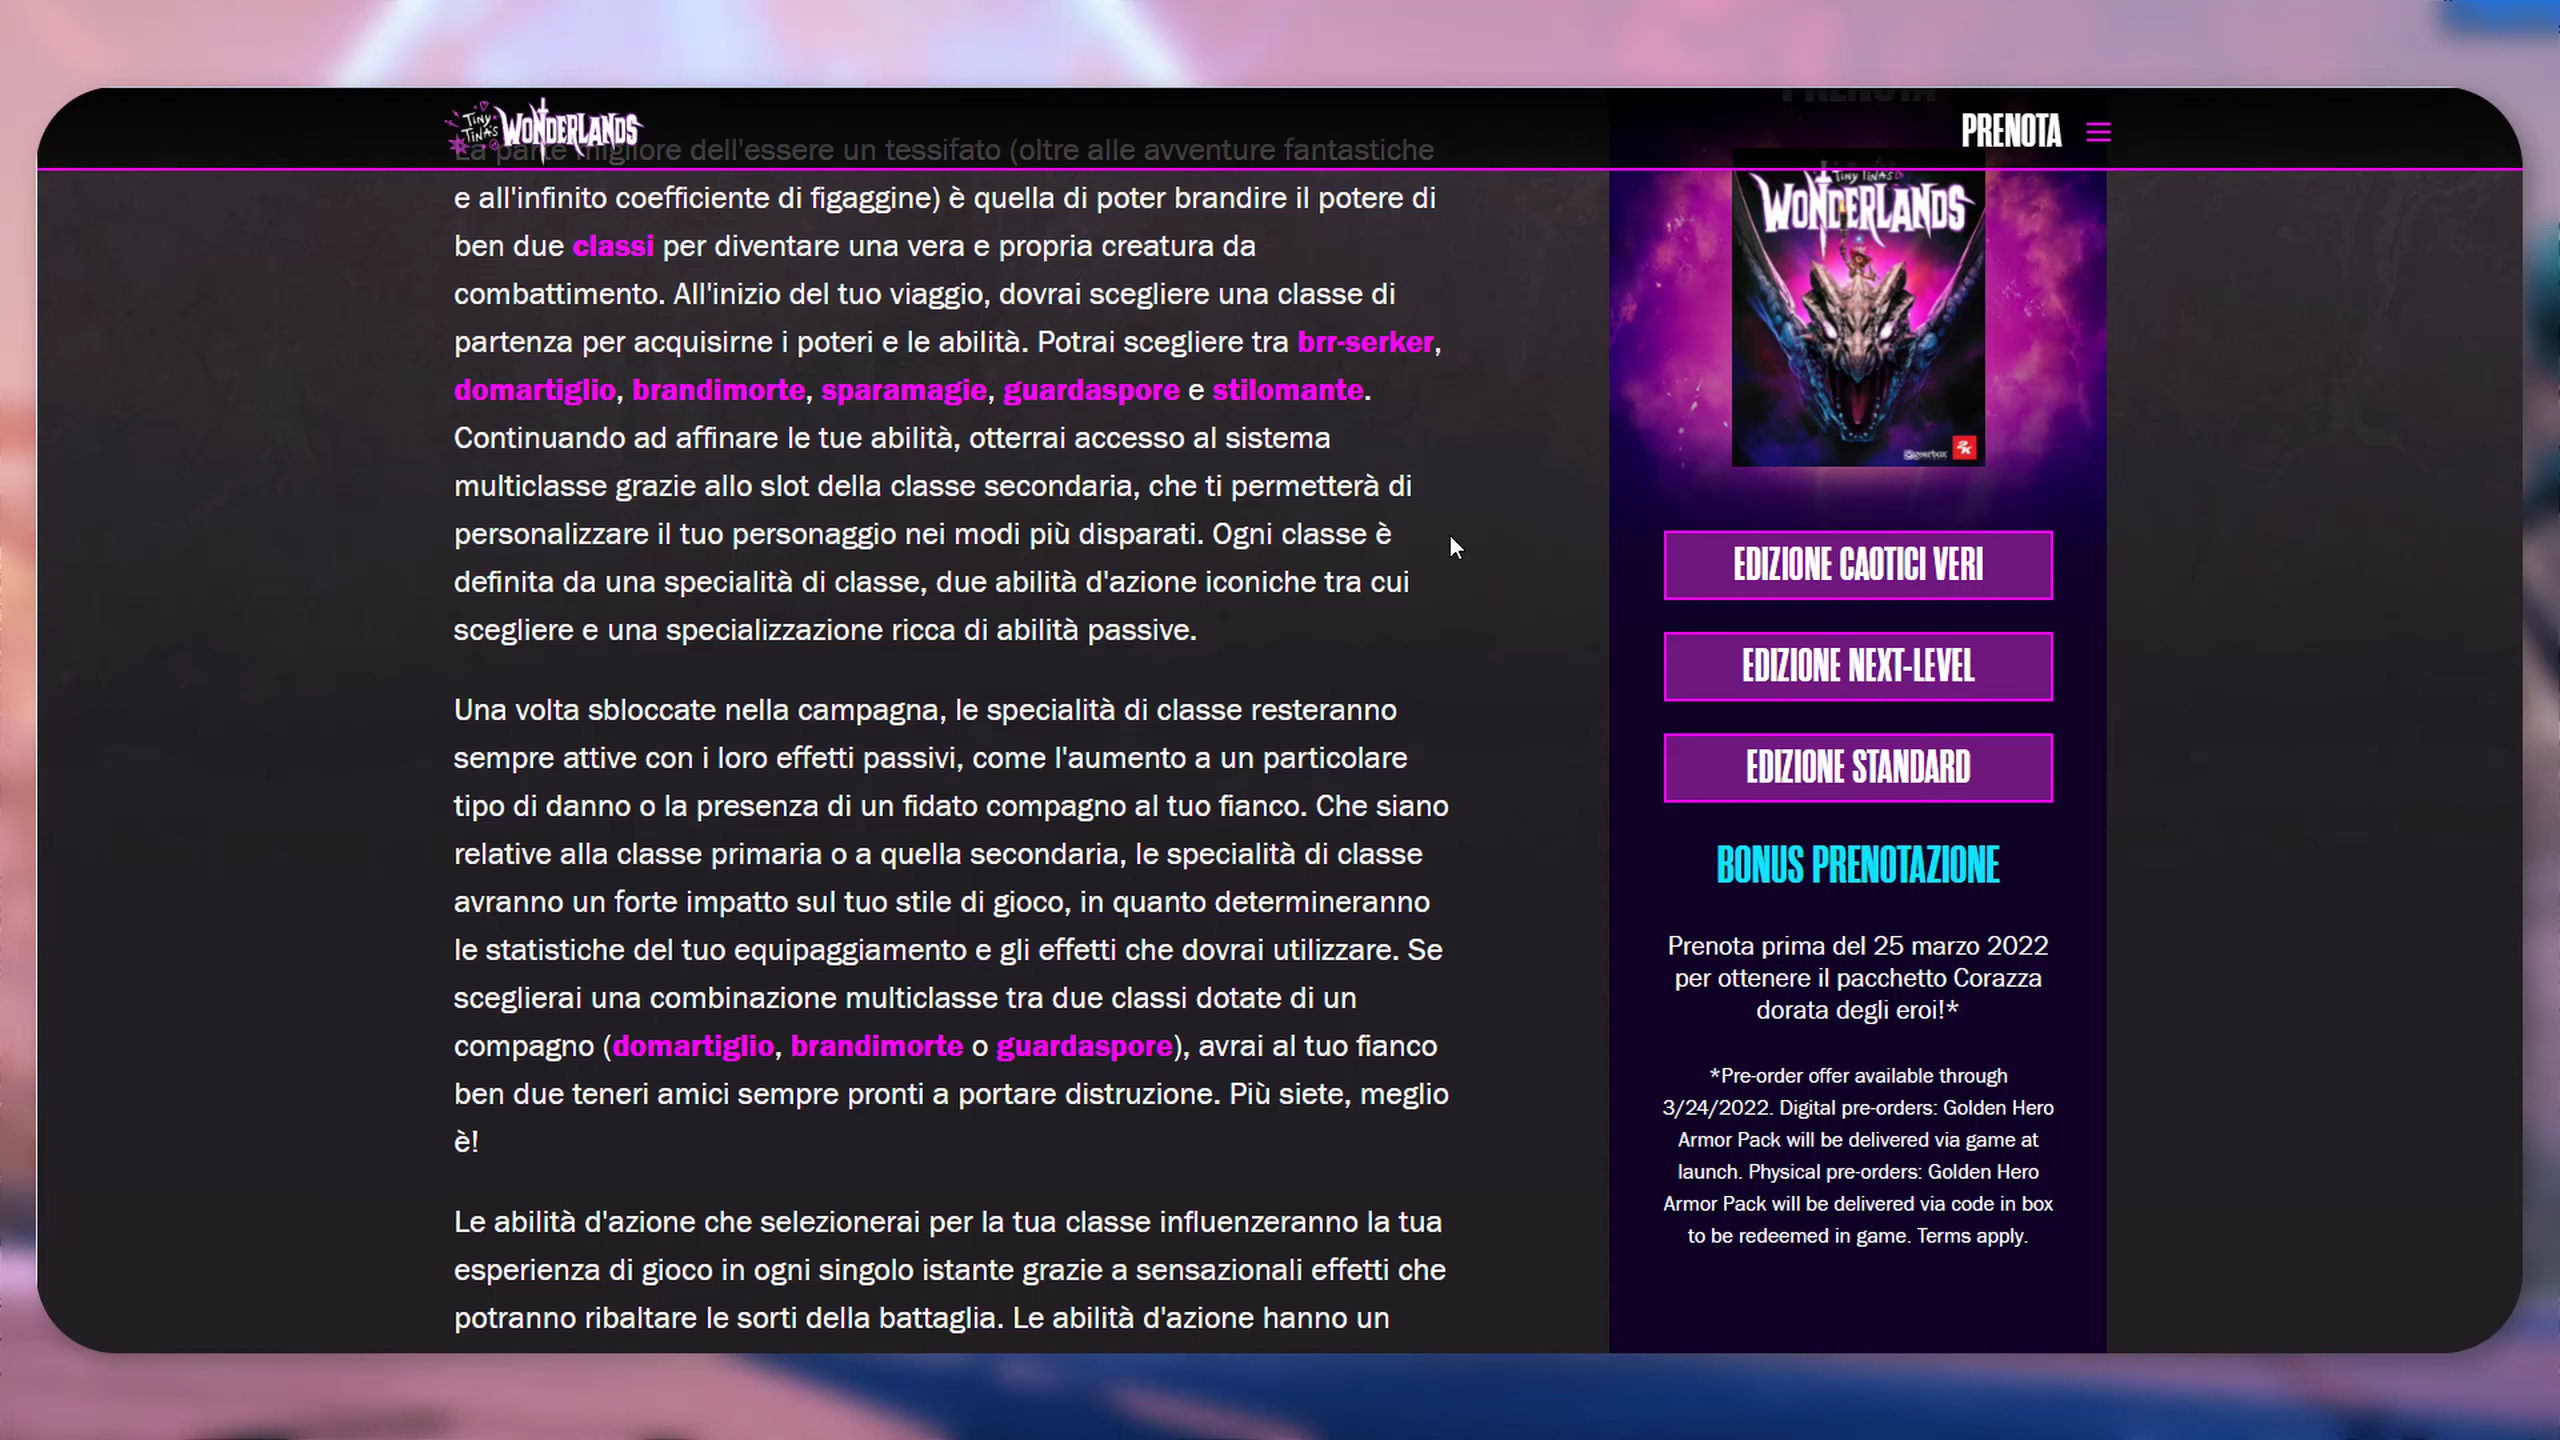 TINY TINA'S WONDERLANDS
PRENOTA
La parte migliore dell'essere un tessifato (oltre alle avventure fantastiche
e all'infinito coefficiente di figaggine) è quella di poter brandire il potere di
ben due classi per diventare una vera e propria creatura da
combattimento. All'inizio del tuo viaggio, dovrai scegliere una classe di
partenza per acquisirne i poteri e le abilità. Potrai scegliere tra brr-serker,
domartiglio, brandimorte, sparamagie, guardaspore e stilomante.
Continuando ad affinare le tue abilità, otterrai accesso al sistema
multiclasse grazie allo slot della classe secondaria, che ti permetterà di
personalizzare il tuo personaggio nei modi più disparati. Ogni classe è
definita da una specialità di classe, due abilità d'azione iconiche tra cui
scegliere e una specializzazione ricca di abilità passive.
Una volta sbloccate nella campagna, le specialità di classe resteranno
sempre attive con i loro effetti passivi, come l'aumento a un particolare
tipo di danno o la presenza di un fidato compagno al tuo fianco. Che siano
relative alla classe primaria o a quella secondaria, le specialità di classe
avranno un forte impatto sul tuo stile di gioco, in quanto determineranno
le statistiche del tuo equipaggiamento e gli effetti che dovrai utilizzare. Se
sceglierai una combinazione multiclasse tra due classi dotate di un
compagno (domartiglio, brandimorte o guardaspore), avrai al tuo fianco
ben due teneri amici sempre pronti a portare distruzione. Più siete, meglio
è!
Le abilità d'azione che selezionerai per la tua classe influenzeranno la tua
esperienza di gioco in ogni singolo istante grazie a sensazionali effetti che
potranno ribaltare le sorti della battaglia. Le abilità d'azione hanno un
PRENOTA
TINY TINA'S
WONDERLANDS
gearbox 2K
EDIZIONE CAOTICI VERI
EDIZIONE NEXT-LEVEL
EDIZIONE STANDARD
BONUS PRENOTAZIONE
Prenota prima del 25 marzo 2022
per ottenere il pacchetto Corazza
dorata degli eroi!*
*Pre-order offer available through
3/24/2022. Digital pre-orders: Golden Hero
Armor Pack will be delivered via game at
launch. Physical pre-orders: Golden Hero
Armor Pack will be delivered via code in box
to be redeemed in game. Terms apply.